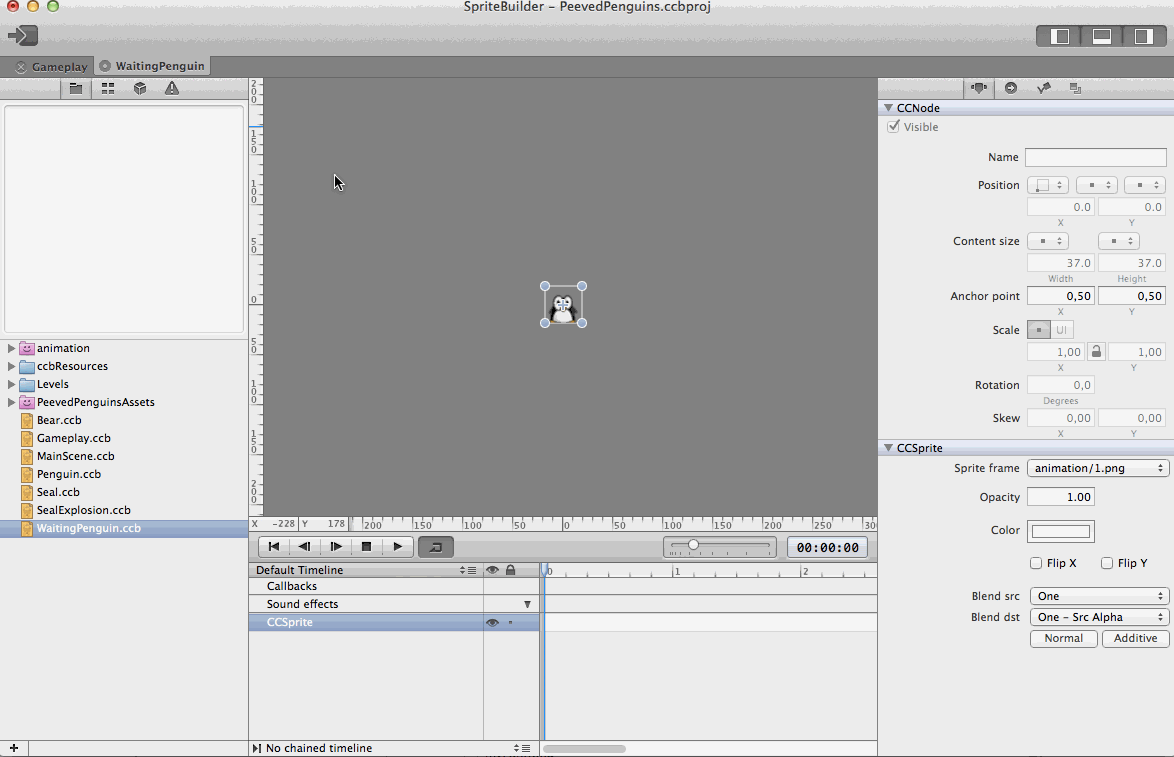 SpriteBuilder – PeevedPenguins.ccbproj
Gameplay
WaitingPenguin
animation
ccbResources
Levels
PeevedPenguinsAssets
Bear.ccb
Gameplay.ccb
MainScene.ccb
Penguin.ccb
Seal.ccb
SealExplosion.ccb
WaitingPenguin.ccb
200
150
100
50
0
50
100
150
200
X -228 Y 178
200 150 100 50 0 50 100 150 200 250 30
00:00:00
Default Timeline
0 1 2
Callbacks
Sound effects
CCSprite
No chained timeline
CCNode
Visible
Name
Position
0.0 0.0
X Y
Content size
37.0 37.0
Width Height
Anchor point 0,50 0,50
X Y
Scale UI
1,00 1,00
X Y
Rotation 0,0
Degrees
Skew 0,00 0,00
X Y
CCSprite
Sprite frame animation/1.png
Opacity 1.00
Color
Flip X Flip Y
Blend src One
Blend dst One – Src Alpha
Normal Additive